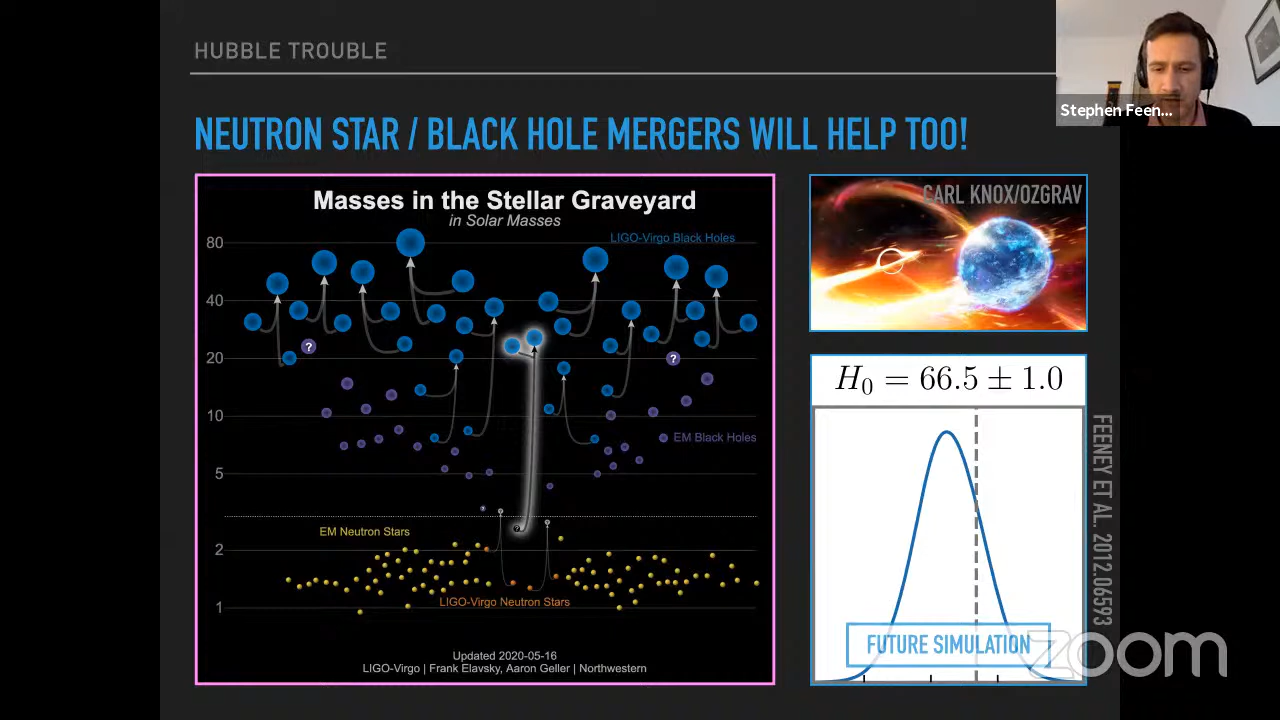 HUBBLE TROUBLE
Stephen Feen...
NEUTRON STAR / BLACK HOLE MERGERS WILL HELP TOO!
Masses in the Stellar Graveyard
in Solar Masses
LIGO-Virgo Black Holes
80
40
20
10
5
2
1
?
?
EM Black Holes
?
?
EM Neutron Stars
LIGO-Virgo Neutron Stars
Updated 2020-05-16
LIGO-Virgo | Frank Elavsky, Aaron Geller | Northwestern
CARL KNOX/OZGRAV
H₀ = 66.5 ± 1.0
FUTURE SIMULATION
FEENEY ET AL. 2012.06593
zoom